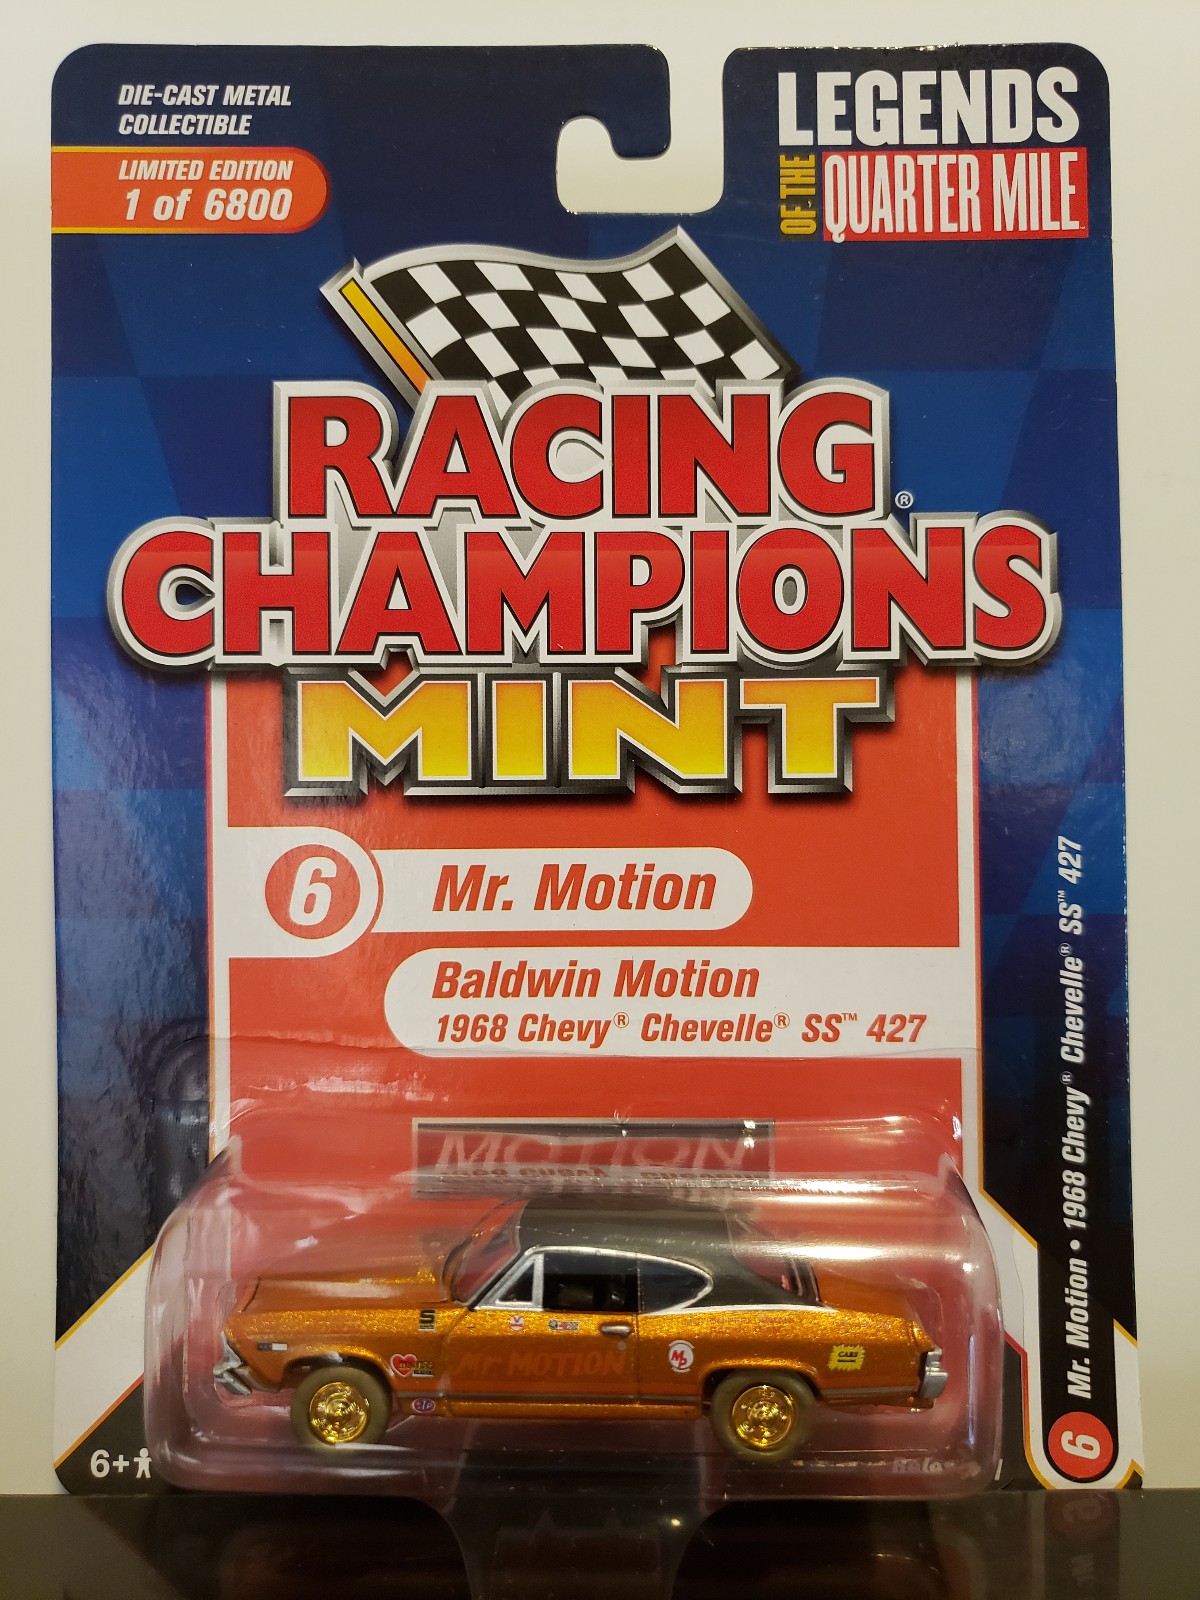 DIE-CAST METAL
COLLECTIBLE
LIMITED EDITION
1 of 6800
LEGENDS
OF THE
QUARTER MILE
RACING
CHAMPIONS
®
MINT
6
Mr. Motion
Baldwin Motion
1968 Chevy® Chevelle® SS™ 427
MOTION
Mr. MOTION
6+
Mr. Motion • 1968 Chevy® Chevelle® SS™ 427
6